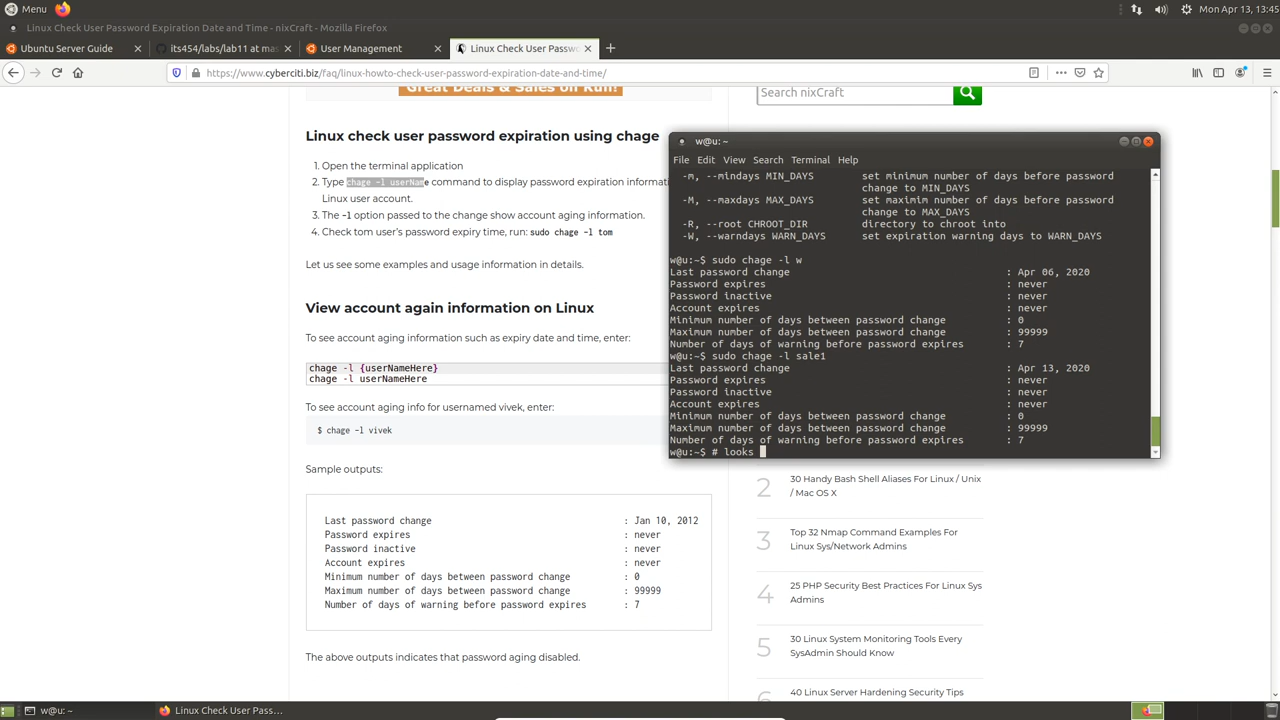 Menu
Mon Apr 13, 13:45
Linux Check User Password Expiration Date and Time - nixCraft - Mozilla Firefox
Ubuntu Server Guide
its454/labs/lab11 at mas
User Management
Linux Check User Passwo
https://www.cyberciti.biz/faq/linux-howto-check-user-password-expiration-date-and-time/
Great Deals & Sales on Run!
Search nixCraft
Linux check user password expiration using chage
1. Open the terminal application
2. Type chage -l userName command to display password expiration informati
Linux user account.
3. The -l option passed to the change show account aging information.
4. Check tom user's password expiry time, run: sudo chage -l tom
Let us see some examples and usage information in details.
View account again information on Linux
To see account aging information such as expiry date and time, enter:
chage -l {userNameHere}
chage -l userNameHere
To see account aging info for usernamed vivek, enter:
$ chage -l vivek
Sample outputs:
Last password change : Jan 10, 2012
Password expires : never
Password inactive : never
Account expires : never
Minimum number of days between password change : 0
Maximum number of days between password change : 99999
Number of days of warning before password expires : 7
The above outputs indicates that password aging disabled.
w@u: ~
File Edit View Search Terminal Help
-m, --mindays MIN_DAYS set minimum number of days before password
change to MIN_DAYS
-M, --maxdays MAX_DAYS set maximim number of days before password
change to MAX_DAYS
-R, --root CHROOT_DIR directory to chroot into
-W, --warndays WARN_DAYS set expiration warning days to WARN_DAYS
w@u:~$ sudo chage -l w
Last password change : Apr 06, 2020
Password expires : never
Password inactive : never
Account expires : never
Minimum number of days between password change : 0
Maximum number of days between password change : 99999
Number of days of warning before password expires : 7
w@u:~$ sudo chage -l sale1
Last password change : Apr 13, 2020
Password expires : never
Password inactive : never
Account expires : never
Minimum number of days between password change : 0
Maximum number of days between password change : 99999
Number of days of warning before password expires : 7
w@u:~$ # looks
2 30 Handy Bash Shell Aliases For Linux / Unix
/ Mac OS X
3 Top 32 Nmap Command Examples For
Linux Sys/Network Admins
4 25 PHP Security Best Practices For Linux Sys
Admins
5 30 Linux System Monitoring Tools Every
SysAdmin Should Know
6 40 Linux Server Hardening Security Tips
w@u: ~
Linux Check User Pass...